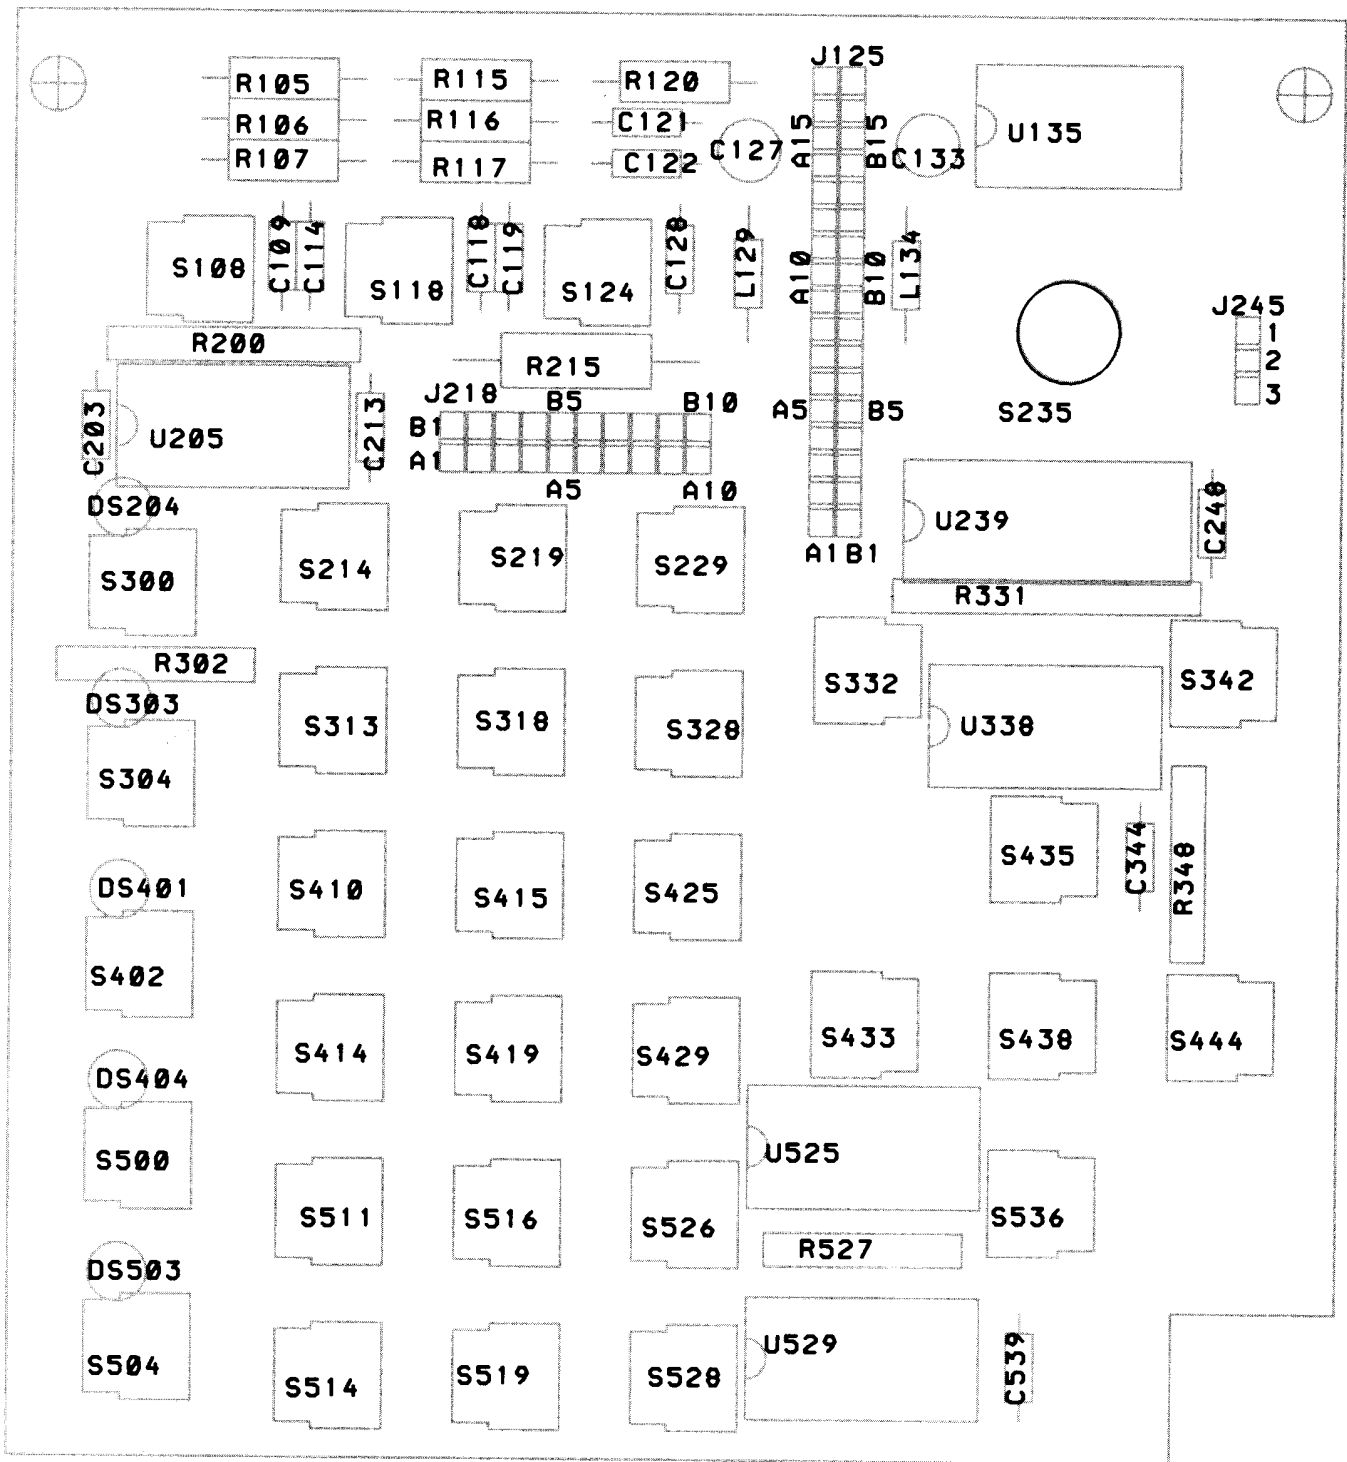 J125
R105
R115
R120
R106
R116
C121
A15
B15
U135
R107
R117
C122
C127
C133
S108
C109
C114
S118
C118
C119
S124
C128
L129
A10
B10
L134
J245
1
2
3
R200
R215
J218
B5
B10
B1
A1
A5
A10
A5
B5
S235
C203
U205
C213
DS204
S300
S214
S219
S229
A1
B1
U239
C248
R331
R302
DS303
S304
S313
S318
S328
S332
U338
S342
DS401
S402
S410
S415
S425
S435
C344
R348
DS404
S414
S419
S429
S433
S438
S444
S500
S511
S516
S526
U525
R527
S536
DS503
S504
S514
S519
S528
U529
C539